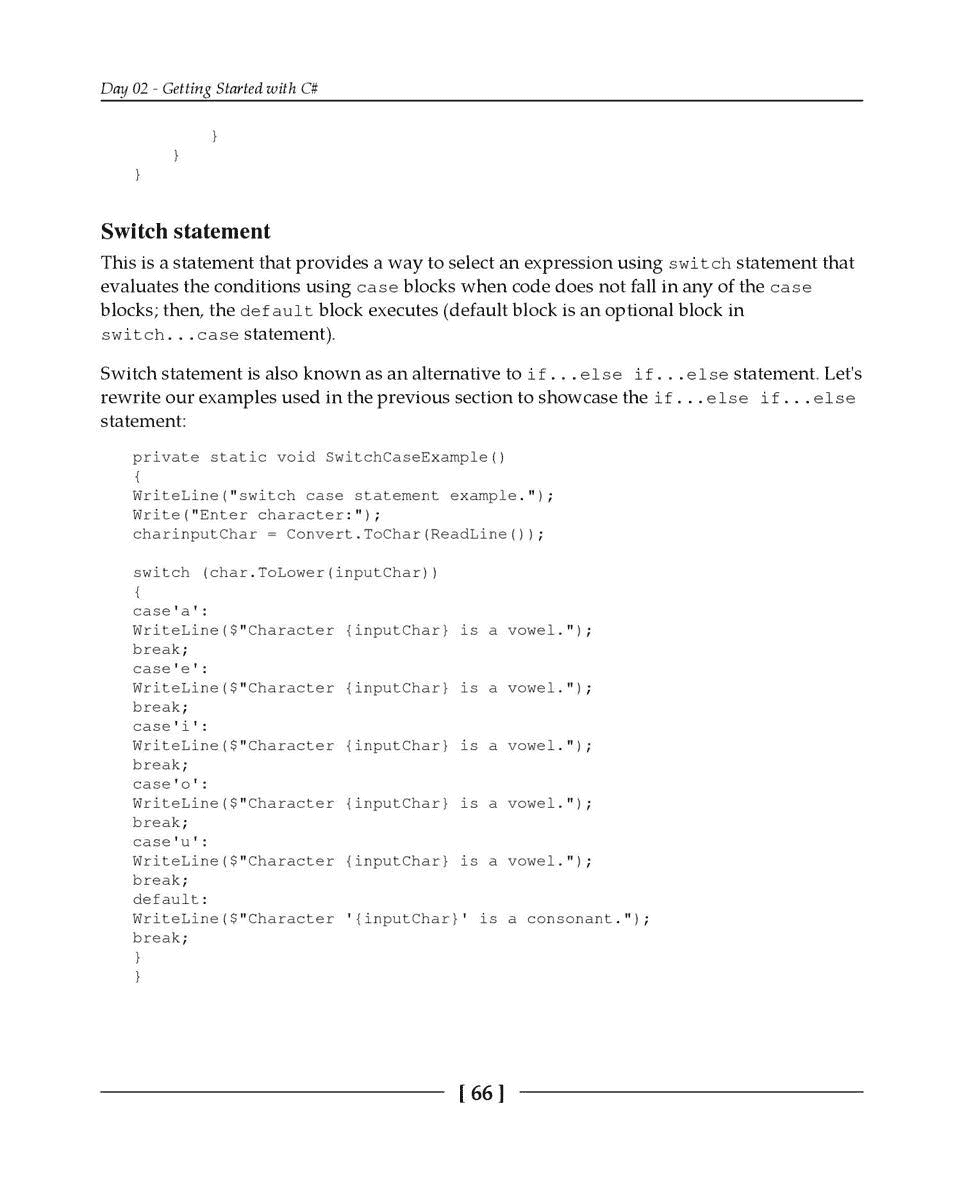 Day 02 - Getting Started with C#
}
}
}
Switch statement
This is a statement that provides a way to select an expression using switch statement that
evaluates the conditions using case blocks when code does not fall in any of the case
blocks; then, the default block executes (default block is an optional block in
switch...case statement).
Switch statement is also known as an alternative to if...else if...else statement. Let's
rewrite our examples used in the previous section to showcase the if...else if...else
statement:
private static void SwitchCaseExample()
{
WriteLine("switch case statement example.");
Write("Enter character:");
charinputChar = Convert.ToChar(ReadLine());
switch (char.ToLower(inputChar))
{
case'a':
WriteLine($"Character {inputChar} is a vowel.");
break;
case'e':
WriteLine($"Character {inputChar} is a vowel.");
break;
case'i':
WriteLine($"Character {inputChar} is a vowel.");
break;
case'o':
WriteLine($"Character {inputChar} is a vowel.");
break;
case'u':
WriteLine($"Character {inputChar} is a vowel.");
break;
default:
WriteLine($"Character '{inputChar}' is a consonant.");
break;
}
}
[ 66 ]